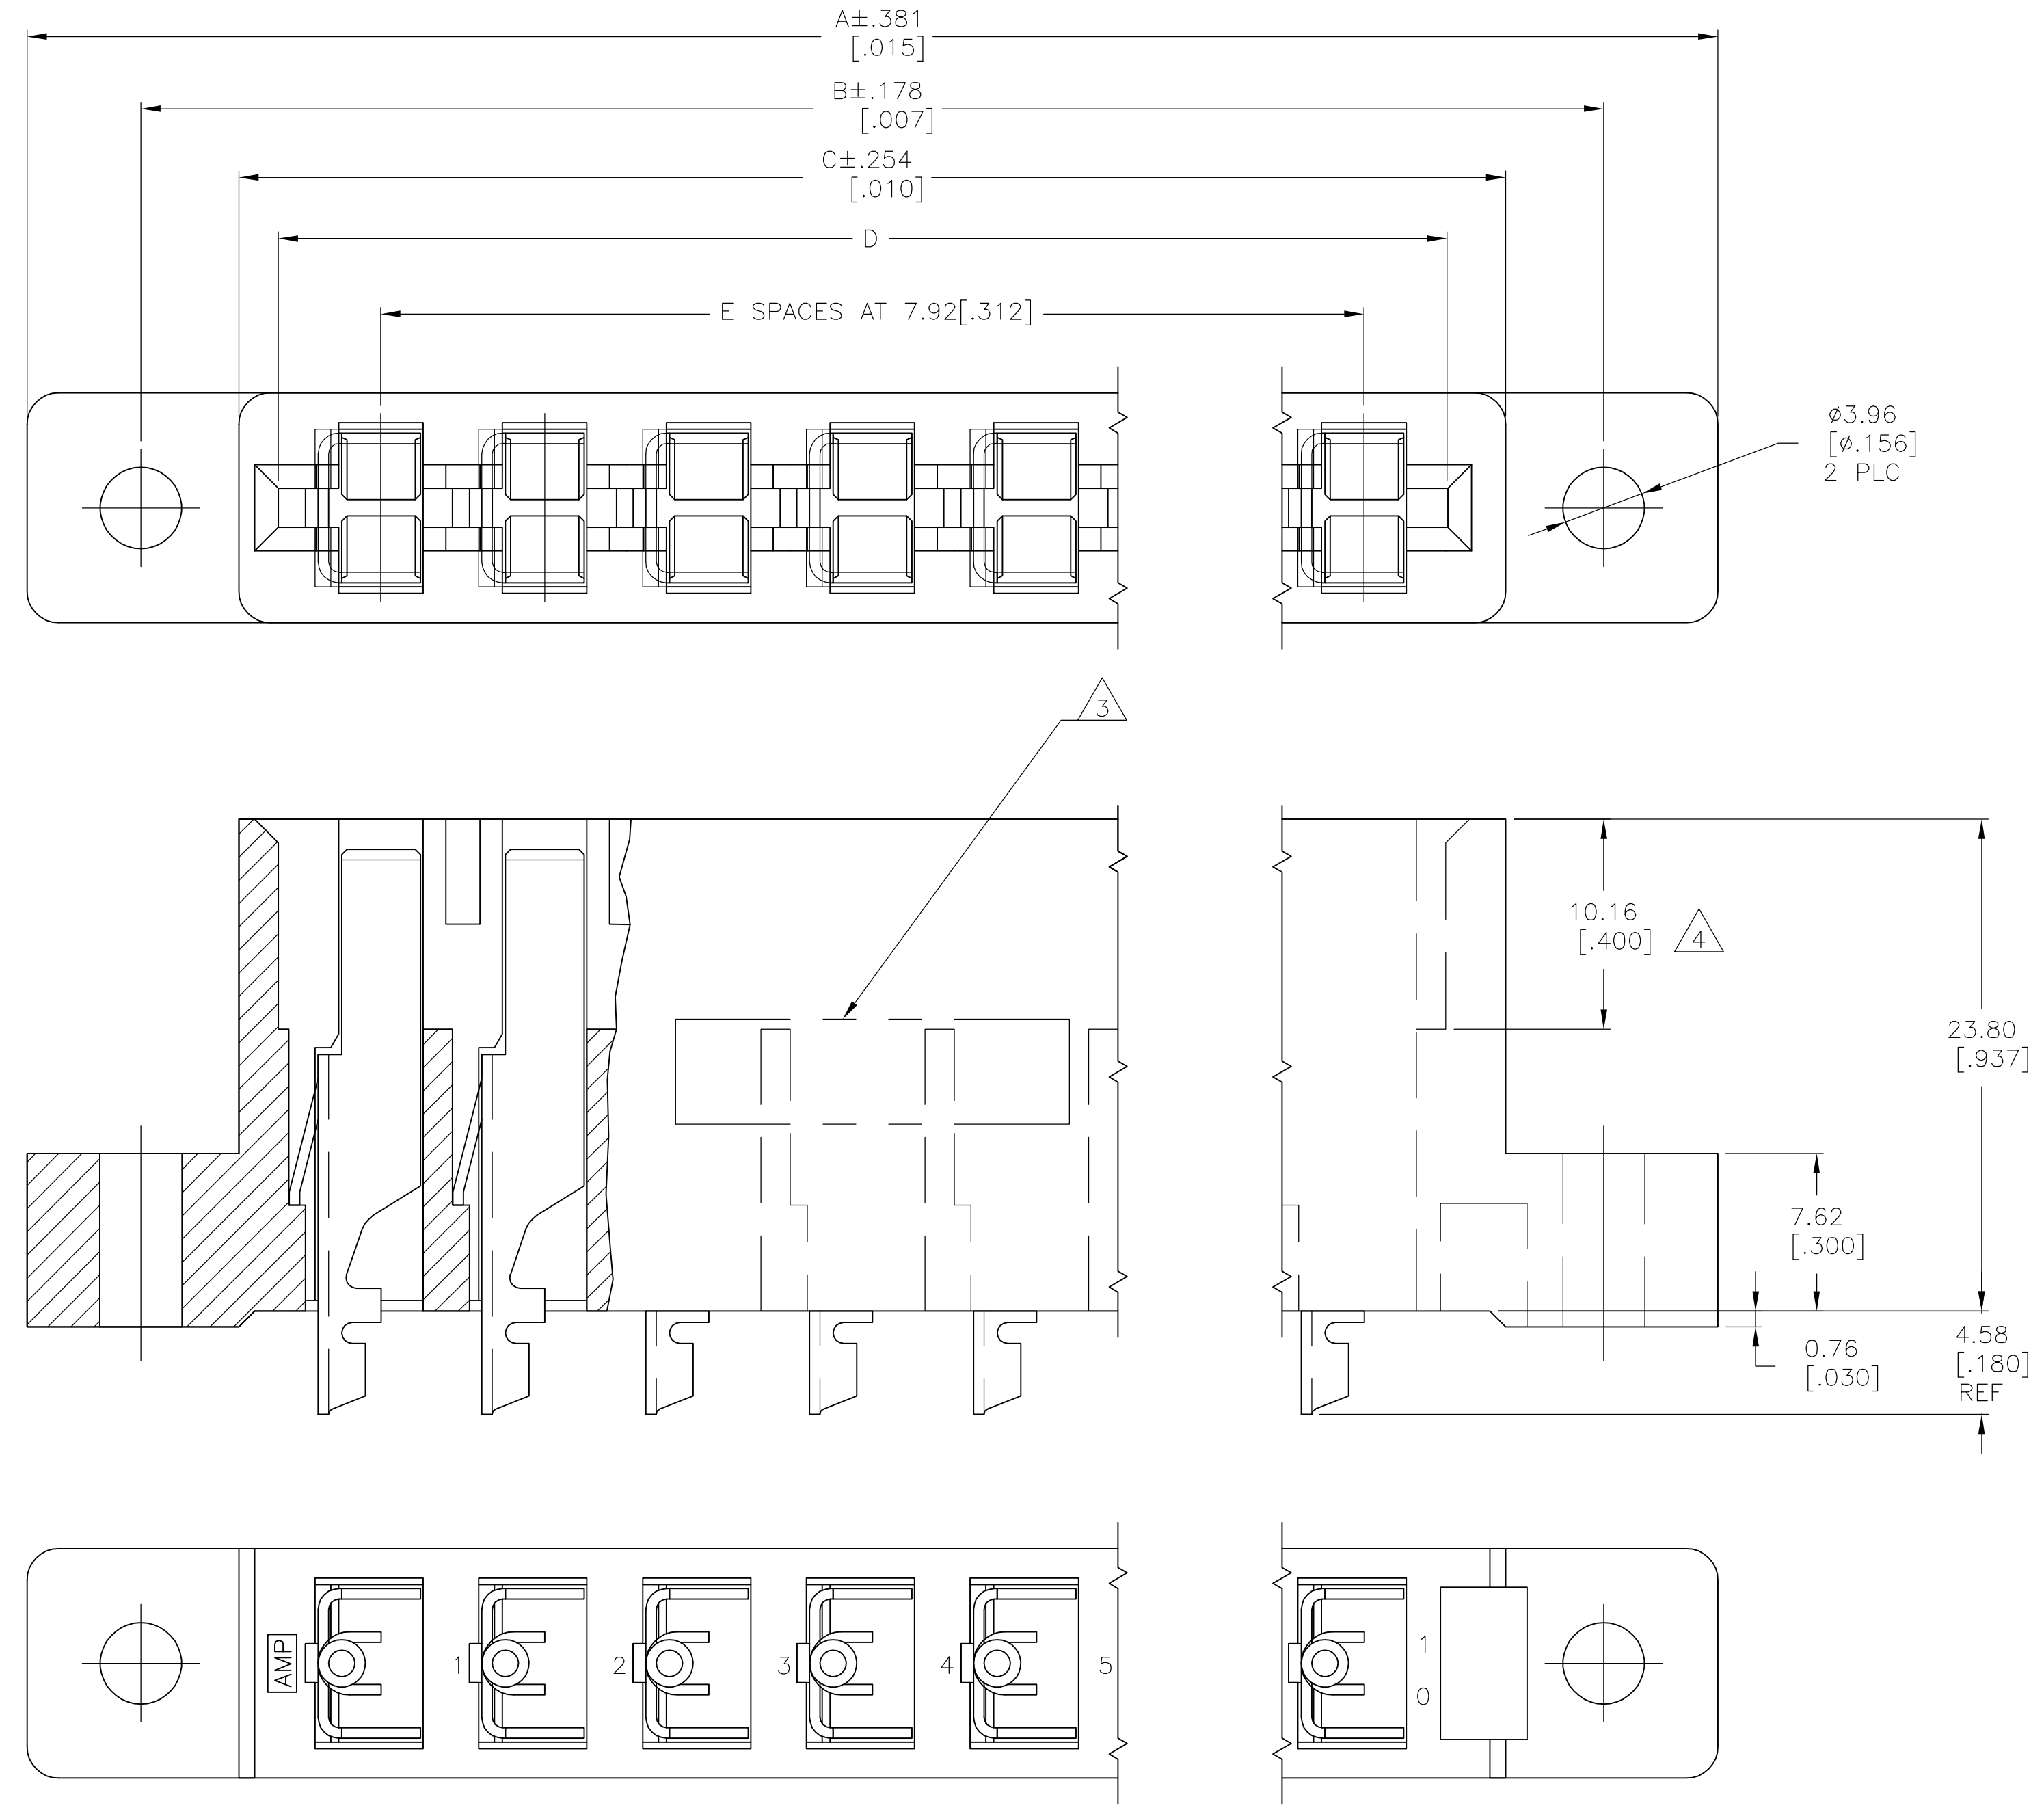 A±.381
[.015]
B±.178
[.007]
C±.254
[.010]
D
E SPACES AT 7.92[.312]
ø3.96
[ø.156]
2 PLC
3
10.16
[.400]
4
23.80
[.937]
7.62
[.300]
0.76
[.030]
4.58
[.180]
REF
AMP
1
2
3
4
5
1
0